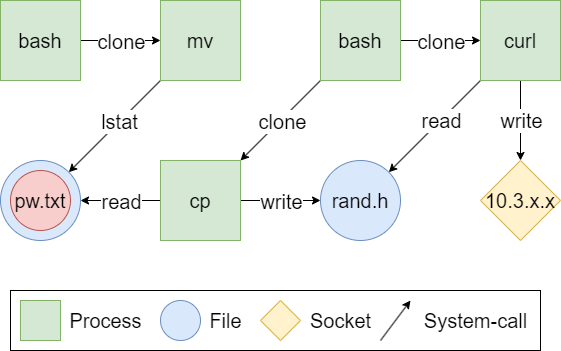 bash clone mv bash clone curl
lstat clone read write
pw.txt read cp write rand.h 10.3.x.x
Process File Socket System-call